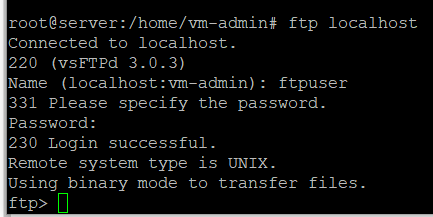 root@server:/home/vm-admin# ftp localhost
Connected to localhost.
220 (vsFTPd 3.0.3)
Name (localhost:vm-admin): ftpuser
331 Please specify the password.
Password:
230 Login successful.
Remote system type is UNIX.
Using binary mode to transfer files.
ftp>